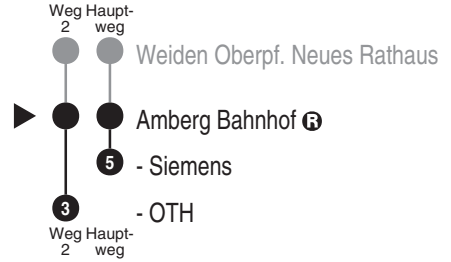 Weg Haupt-
2 weg
Weiden Oberpf. Neues Rathaus
Amberg Bahnhof R
5 - Siemens
3 - OTH
Weg Haupt-
2 weg